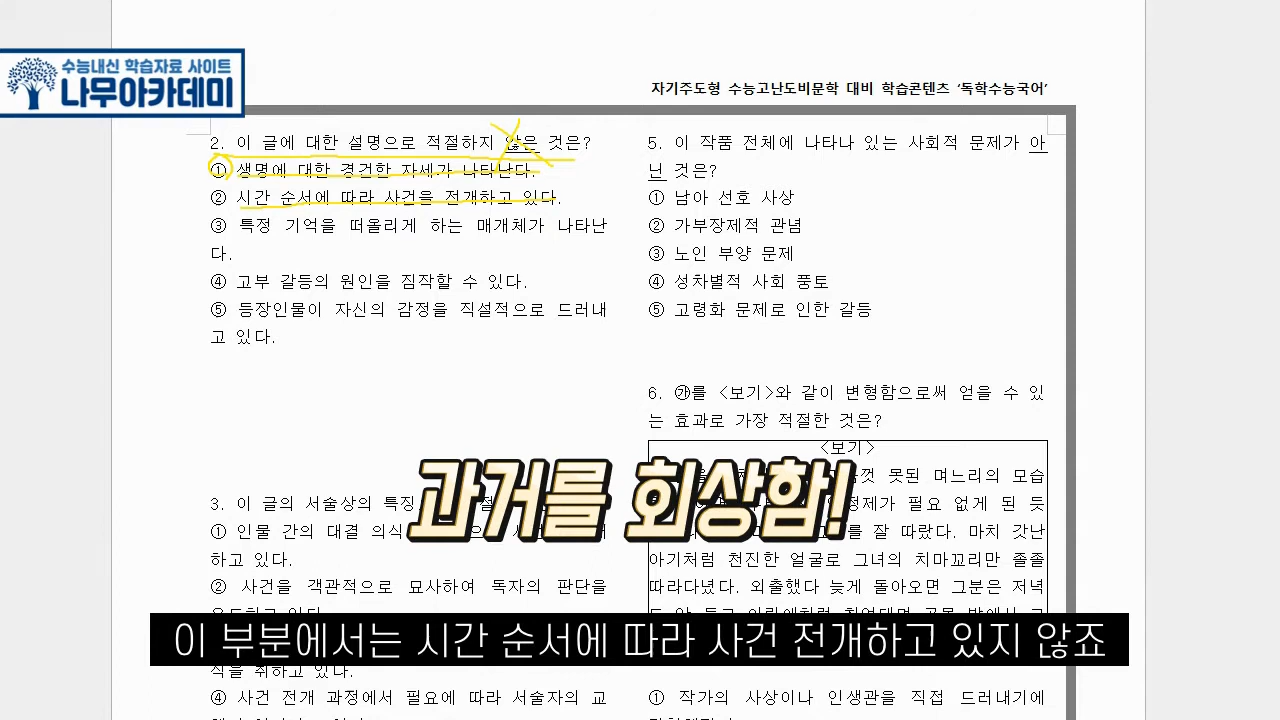 수능내신 학습자료 사이트
나무아카데미
자기주도형 수능고난도비문학 대비 학습콘텐츠 '독학수능국어'
2. 이 글에 대한 설명으로 적절하지 않은 것은?
① 생명에 대한 경건한 자세가 나타난다.
② 시간 순서에 따라 사건을 전개하고 있다.
③ 특정 기억을 떠올리게 하는 매개체가 나타난
다.
④ 고부 갈등의 원인을 짐작할 수 있다.
⑤ 등장인물이 자신의 감정을 직설적으로 드러내
고 있다.
3. 이 글의 서술상의 특징
① 인물 간의 대결 의식
하고 있다.
② 사건을 객관적으로 묘사하여 독자의 판단을
식을 취하고 있다.
④ 사건 전개 과정에서 필요에 따라 서술자의 교
5. 이 작품 전체에 나타나 있는 사회적 문제가 아
닌 것은?
① 남아 선호 사상
② 가부장제적 관념
③ 노인 부양 문제
④ 성차별적 사회 풍토
⑤ 고령화 문제로 인한 갈등
6. ㉮를 <보기>와 같이 변형함으로써 얻을 수 있
는 효과로 가장 적절한 것은?
<보기>
못된 며느리의 모습
필요 없게 된 듯
잘 따랐다. 마치 갓난
아기처럼 천진한 얼굴로 그녀의 치마꼬리만 졸졸
따라다녔다. 외출했다 늦게 돌아오면 그분은 저녁
① 작가의 사상이나 인생관을 직접 드러내기에
과거를 회상함!
이 부분에서는 시간 순서에 따라 사건 전개하고 있지 않죠